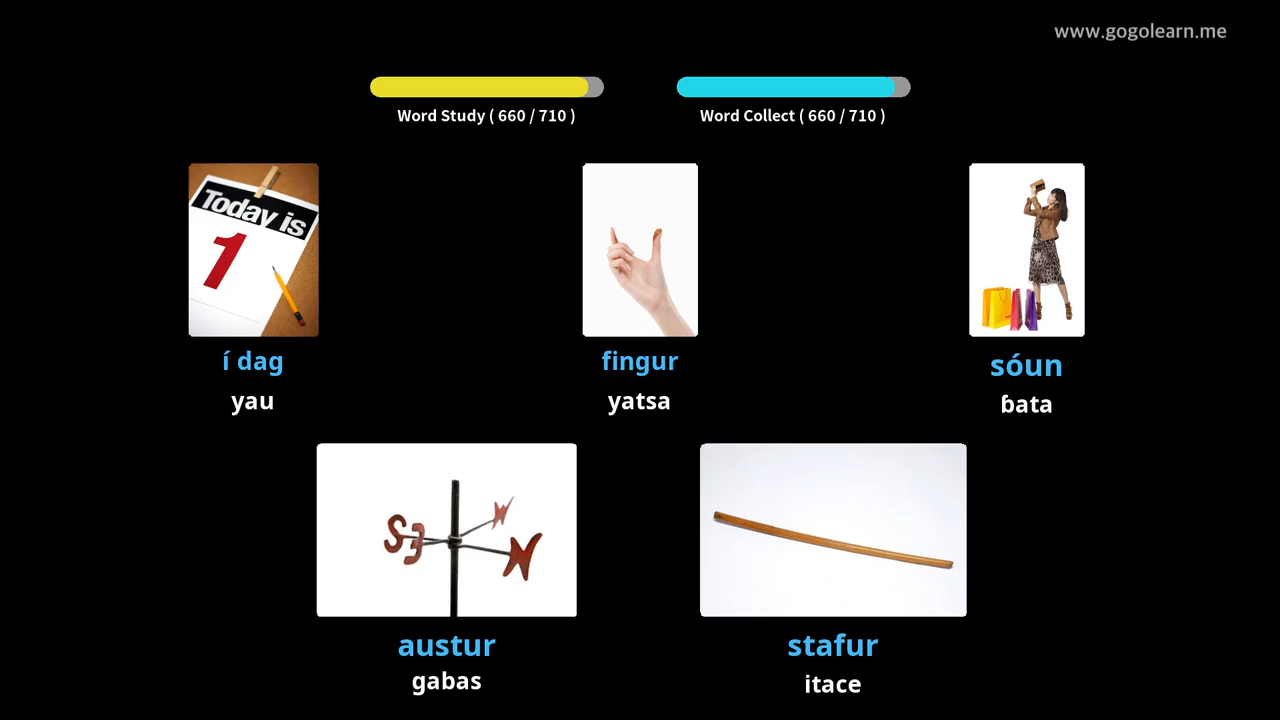 www.gogolearn.me
Word Study ( 660 / 710 )
Word Collect ( 660 / 710 )
Today is
1
í dag
yau
fingur
yatsa
sóun
ɓata
S
E
N
W
austur
gabas
stafur
itace